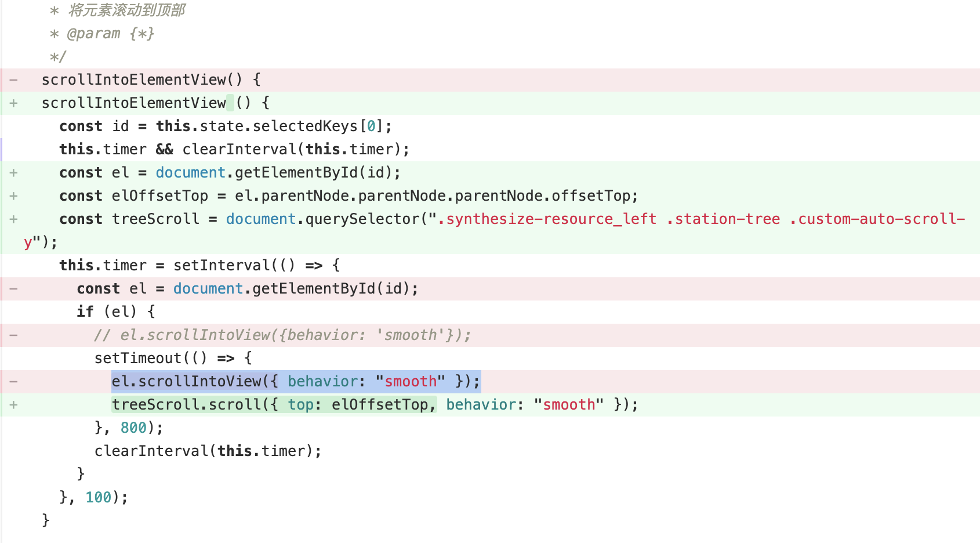 * 将元素滚动到顶部
* @param {*}
*/
- scrollIntoElementView() {
+ scrollIntoElementView () {
const id = this.state.selectedKeys[0];
this.timer && clearInterval(this.timer);
+ const el = document.getElementById(id);
+ const elOffsetTop = el.parentNode.parentNode.parentNode.offsetTop;
+ const treeScroll = document.querySelector(".synthesize-resource_left .station-tree .custom-auto-scroll-
y");
this.timer = setInterval(() => {
- const el = document.getElementById(id);
if (el) {
- // el.scrollIntoView({behavior: 'smooth'});
setTimeout(() => {
- el.scrollIntoView({ behavior: "smooth" });
+ treeScroll.scroll({ top: elOffsetTop, behavior: "smooth" });
}, 800);
clearInterval(this.timer);
}
}, 100);
}